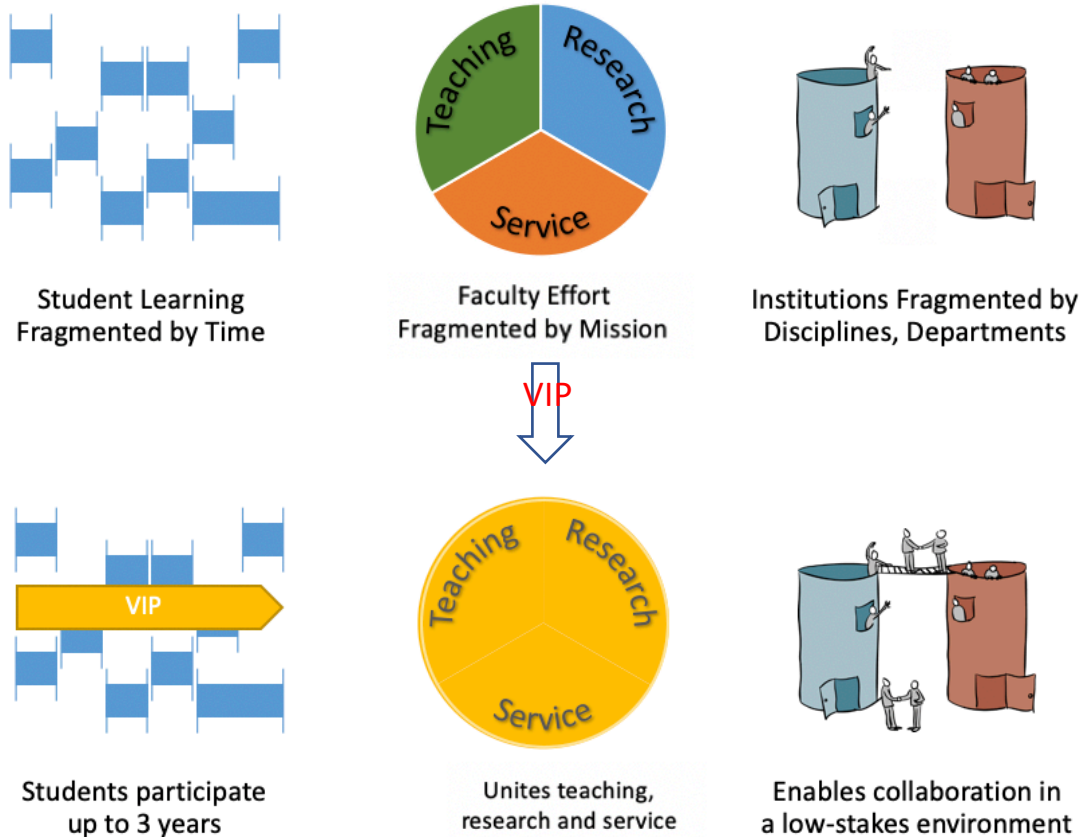 Teaching
Research
Service
Student Learning
Fragmented by Time
Faculty Effort
Fragmented by Mission
Institutions Fragmented by
Disciplines, Departments
VIP
VIP
Teaching
Research
Service
Students participate
up to 3 years
Unites teaching,
research and service
Enables collaboration in
a low-stakes environment